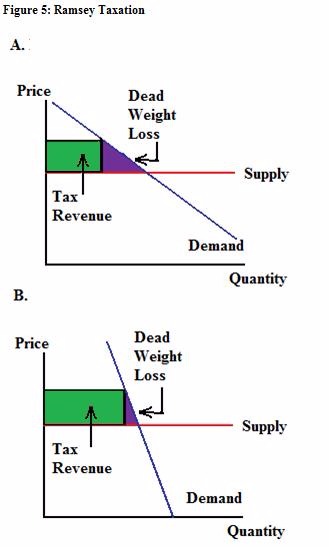 Figure 5: Ramsey Taxation
A.
Price
Dead
Weight
Loss
Supply
Tax
Revenue
Demand
Quantity
B.
Price
Dead
Weight
Loss
Supply
Tax
Revenue
Demand
Quantity